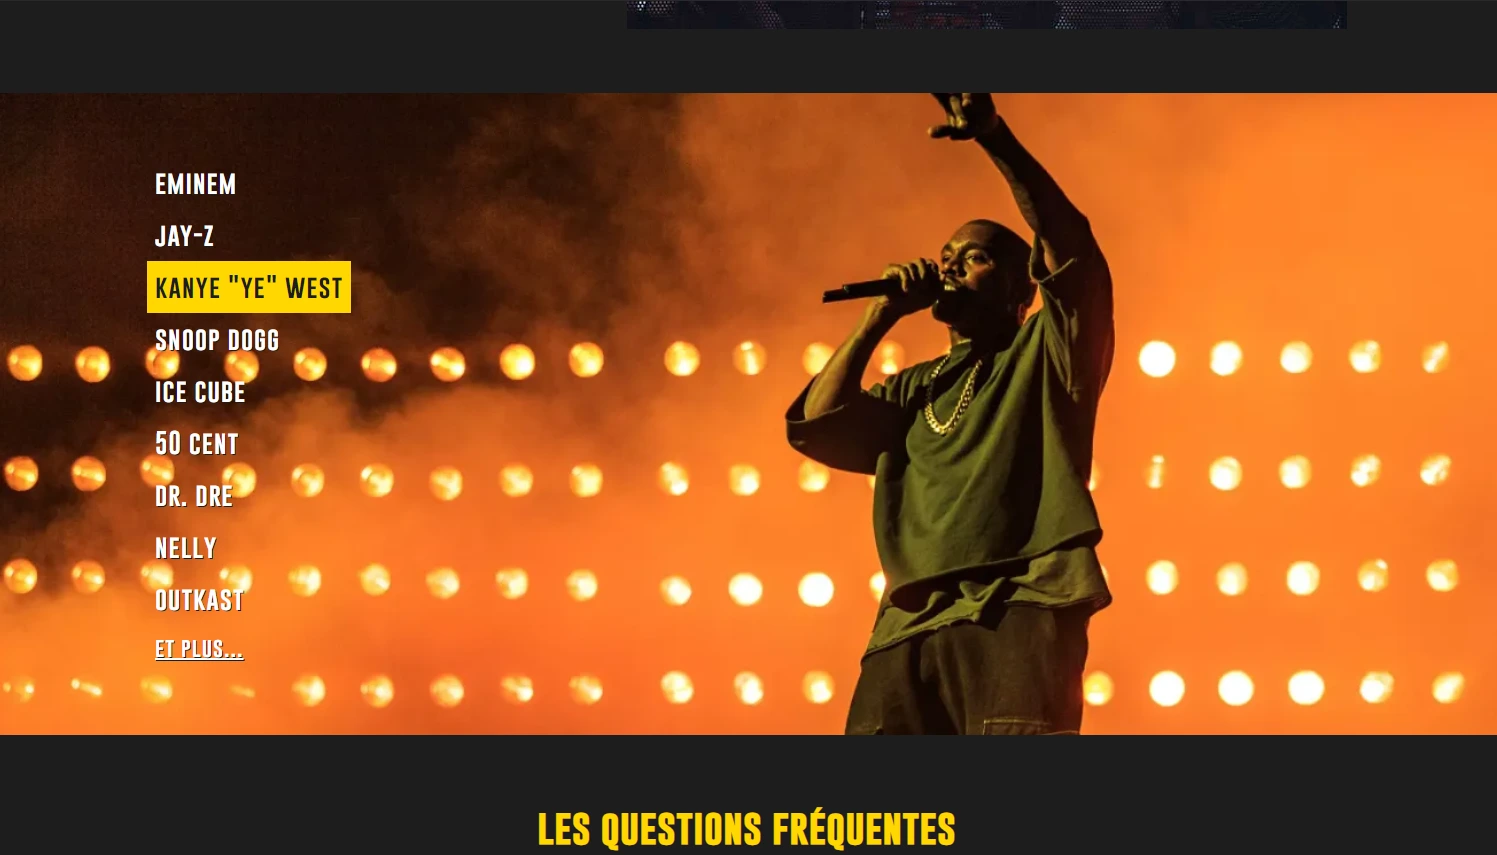 EMINEM
JAY-Z
KANYE "YE" WEST
SNOOP DOGG
ICE CUBE
50 CENT
DR. DRE
NELLY
OUTKAST
ET PLUS...
LES QUESTIONS FRÉQUENTES